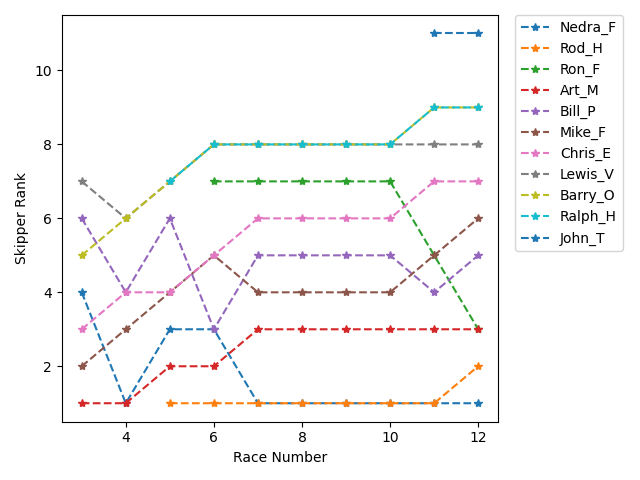 10
8
6
4
2
Skipper Rank
4
6
8
10
12
Race Number
Nedra_F
Rod_H
Ron_F
Art_M
Bill_P
Mike_F
Chris_E
Lewis_V
Barry_O
Ralph_H
John_T